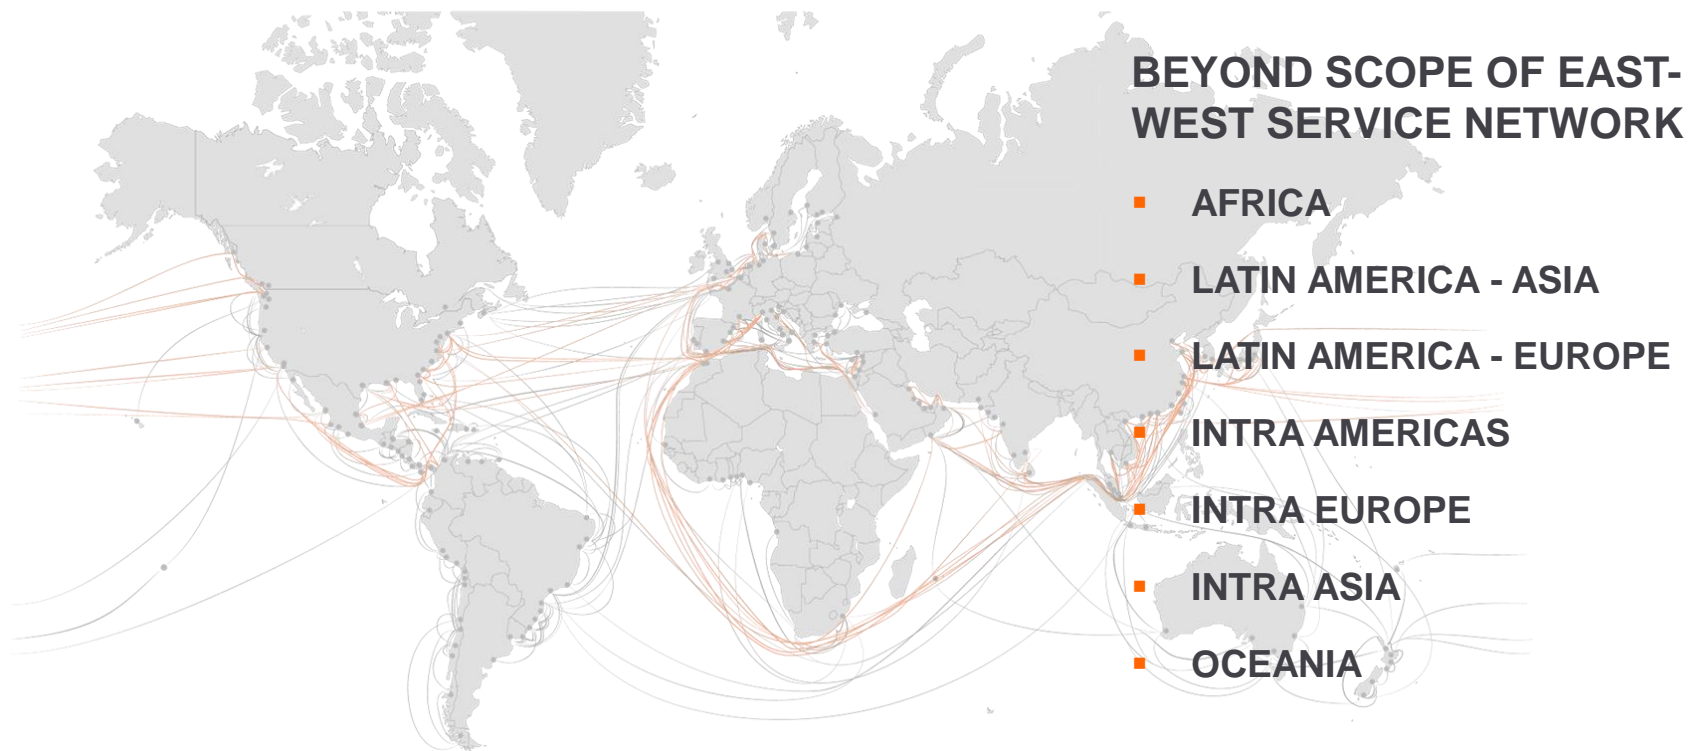 BEYOND SCOPE OF EAST-
WEST SERVICE NETWORK
AFRICA
LATIN AMERICA - ASIA
LATIN AMERICA - EUROPE
INTRA AMERICAS
INTRA EUROPE
INTRA ASIA
OCEANIA